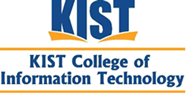 KIST
KIST College of
Information Technology